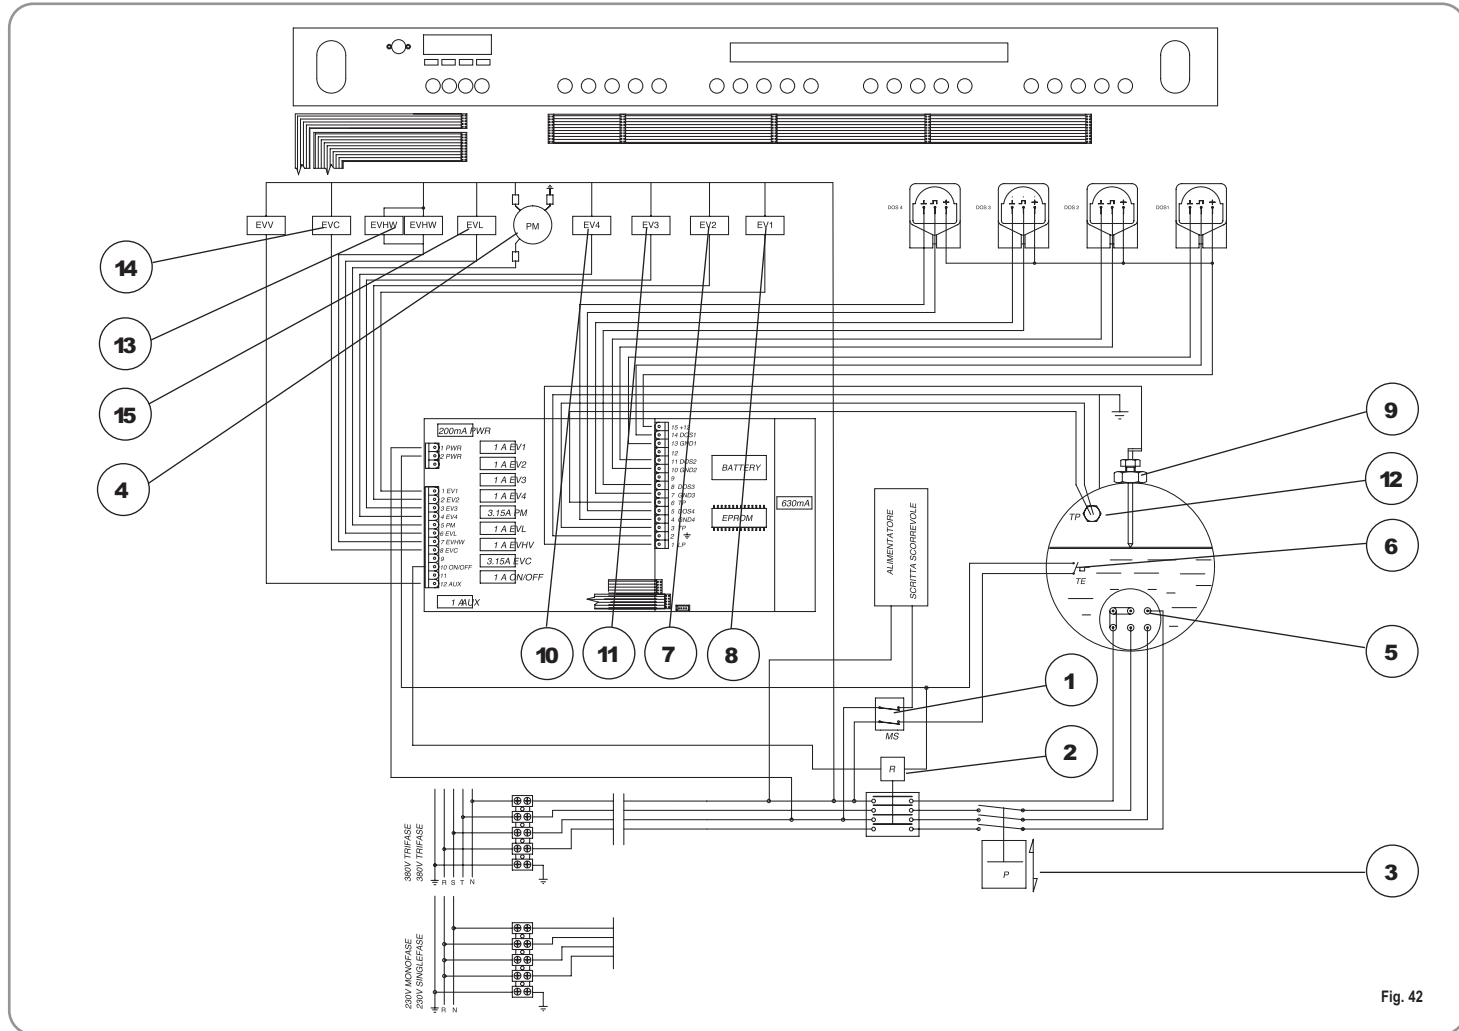 DOS 4
DOS 3
DOS 2
DOS1
EVV
EVC
EVHW
EVHW
EVL
PM
EV4
EV3
EV2
EV1
14
13
15
4
9
12
6
5
200mA PWR
1 PWR
2 PWR
1 A EV1
1 A EV2
1 A EV3
1 A EV4
3.15A PM
1 A EVL
1 A EVHV
3.15A EVC
1 A ON/OFF
1 A AUX
1 EV1
2 EV2
3 EV3
4 EV4
5 PM
6 EVL
7 EVHW
8 EVC
9
10 ON/OFF
11
12 AUX
15 +12
14 DOS1
13 GND1
12
11 DOS2
10 GND2
9
8 DOS3
7 GND3
6 TP
5 DOS4
4 GND4
3 TP
2
1 LP
BATTERY
EPROM
630mA
ALIMENTATORE
SCRITTA SCORREVOLE
TP
TE
10
11
7
8
1
MS
2
R
3
P
380V TRIFASE
380V TRIFASE
R S T N
230V MONOFASE
230V SINGLEFASE
R N
Fig. 42